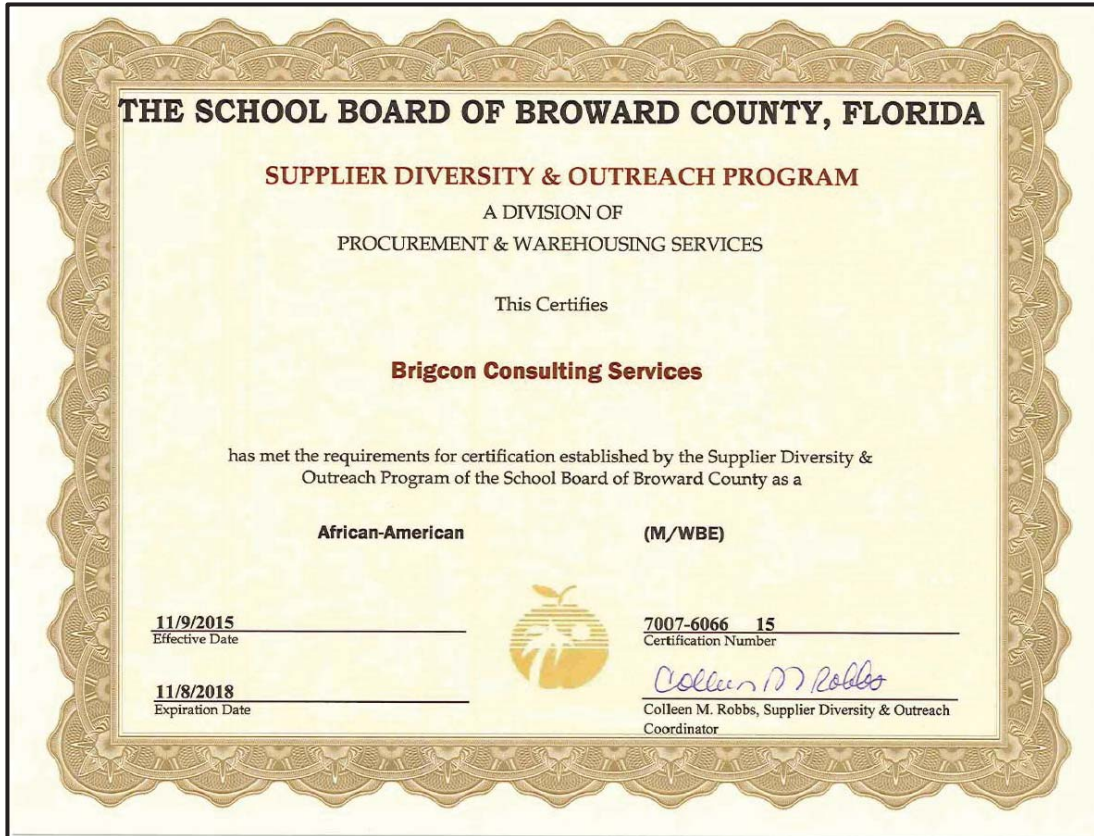 THE SCHOOL BOARD OF BROWARD COUNTY, FLORIDA
SUPPLIER DIVERSITY & OUTREACH PROGRAM
A DIVISION OF
PROCUREMENT & WAREHOUSING SERVICES
This Certifies
Brigcon Consulting Services
has met the requirements for certification established by the Supplier Diversity &
Outreach Program of the School Board of Broward County as a
African-American (M/WBE)
11/9/2015
Effective Date
7007-6066 15
Certification Number
11/8/2018
Expiration Date
Colleen M Robbs
Colleen M. Robbs, Supplier Diversity & Outreach
Coordinator